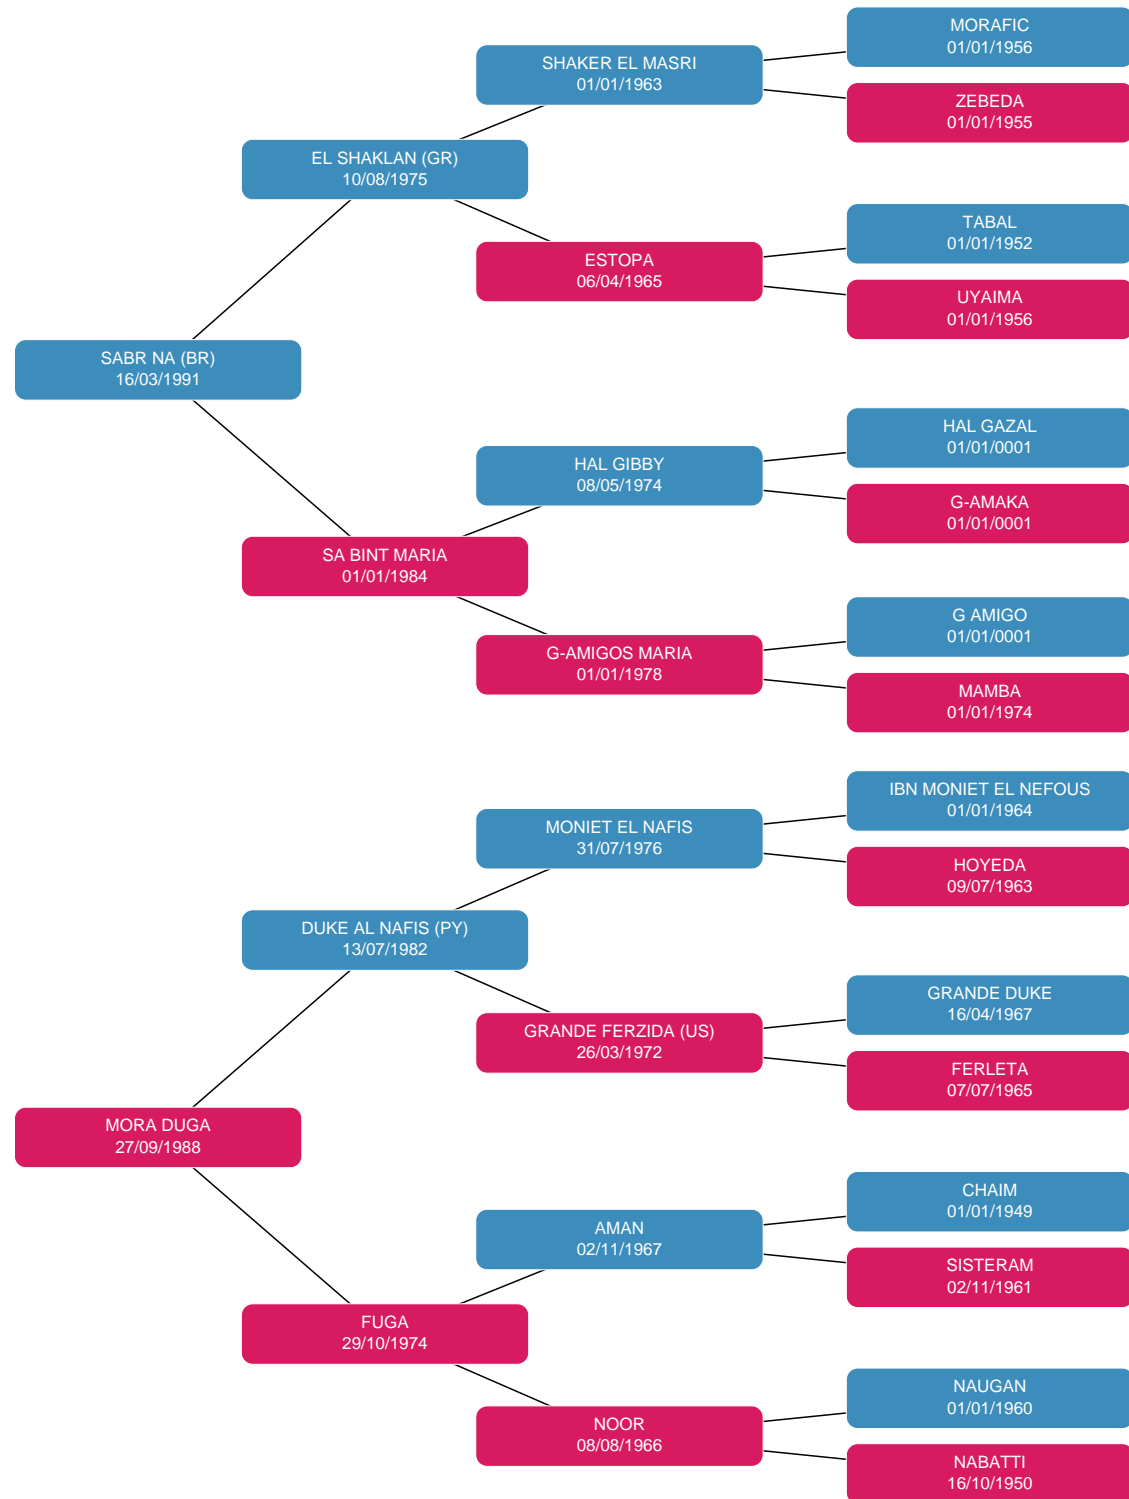 MORAFIC
01/01/1956
SHAKER EL MASRI
01/01/1963
ZEBEDA
01/01/1955
EL SHAKLAN (GR)
10/08/1975
TABAL
01/01/1952
ESTOPA
06/04/1965
UYAIMA
01/01/1956
SABR NA (BR)
16/03/1991
HAL GAZAL
01/01/0001
HAL GIBBY
08/05/1974
G-AMAKA
01/01/0001
SA BINT MARIA
01/01/1984
G AMIGO
01/01/0001
G-AMIGOS MARIA
01/01/1978
MAMBA
01/01/1974
IBN MONIET EL NEFOUS
01/01/1964
MONIET EL NAFIS
31/07/1976
HOYEDA
09/07/1963
DUKE AL NAFIS (PY)
13/07/1982
GRANDE DUKE
16/04/1967
GRANDE FERZIDA (US)
26/03/1972
FERLETA
07/07/1965
MORA DUGA
27/09/1988
CHAIM
01/01/1949
AMAN
02/11/1967
SISTERAM
02/11/1961
FUGA
29/10/1974
NAUGAN
01/01/1960
NOOR
08/08/1966
NABATTI
16/10/1950